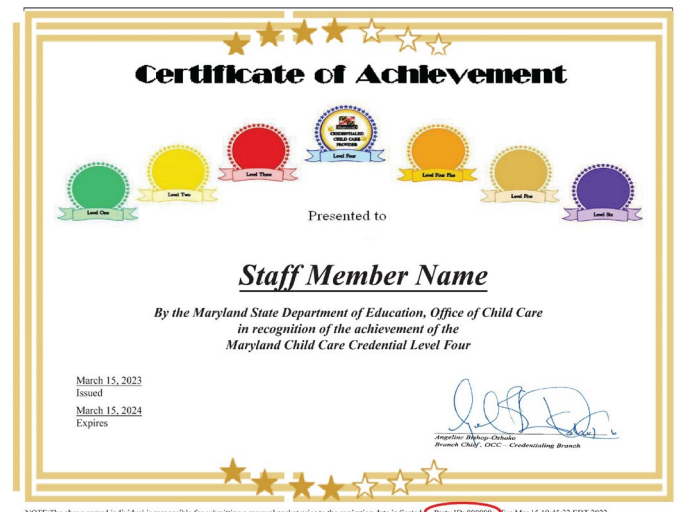 Certificate of Achievement
CREDENTIALED
CHILD CARE
PROVIDER
Level Four
Level Three
Level Four Plus
Level Two
Level Five
Level One
Level Six
Presented to
Staff Member Name
By the Maryland State Department of Education, Office of Child Care
in recognition of the achievement of the
Maryland Child Care Credential Level Four
March 15, 2023
Issued
March 15, 2024
Expires
Angeline Bishop-Oshoko
Branch Chief, OCC - Credentialing Branch